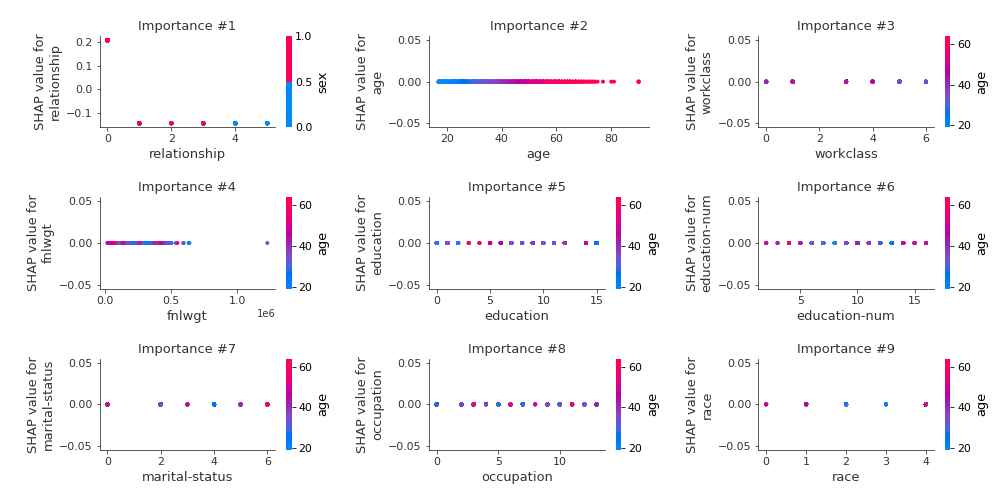 Importance #1
SHAP value for
relationship
0.2
0.1
0.0
−0.1
0
2
4
relationship
1.0
0.5
0.0
sex
Importance #2
SHAP value for
age
0.05
0.00
−0.05
20
40
60
80
age
Importance #3
SHAP value for
workclass
0.05
0.00
−0.05
0
2
4
6
workclass
60
40
20
age
Importance #4
SHAP value for
fnlwgt
0.05
0.00
−0.05
0.0
0.5
1.0
1e6
fnlwgt
60
40
20
age
Importance #5
SHAP value for
education
0.05
0.00
−0.05
0
5
10
15
education
60
40
20
age
Importance #6
SHAP value for
education-num
0.05
0.00
−0.05
5
10
15
education-num
60
40
20
age
Importance #7
SHAP value for
marital-status
0.05
0.00
−0.05
0
2
4
6
marital-status
60
40
20
age
Importance #8
SHAP value for
occupation
0.05
0.00
−0.05
0
5
10
occupation
60
40
20
age
Importance #9
SHAP value for
race
0.05
0.00
−0.05
0
1
2
3
4
race
60
40
20
age